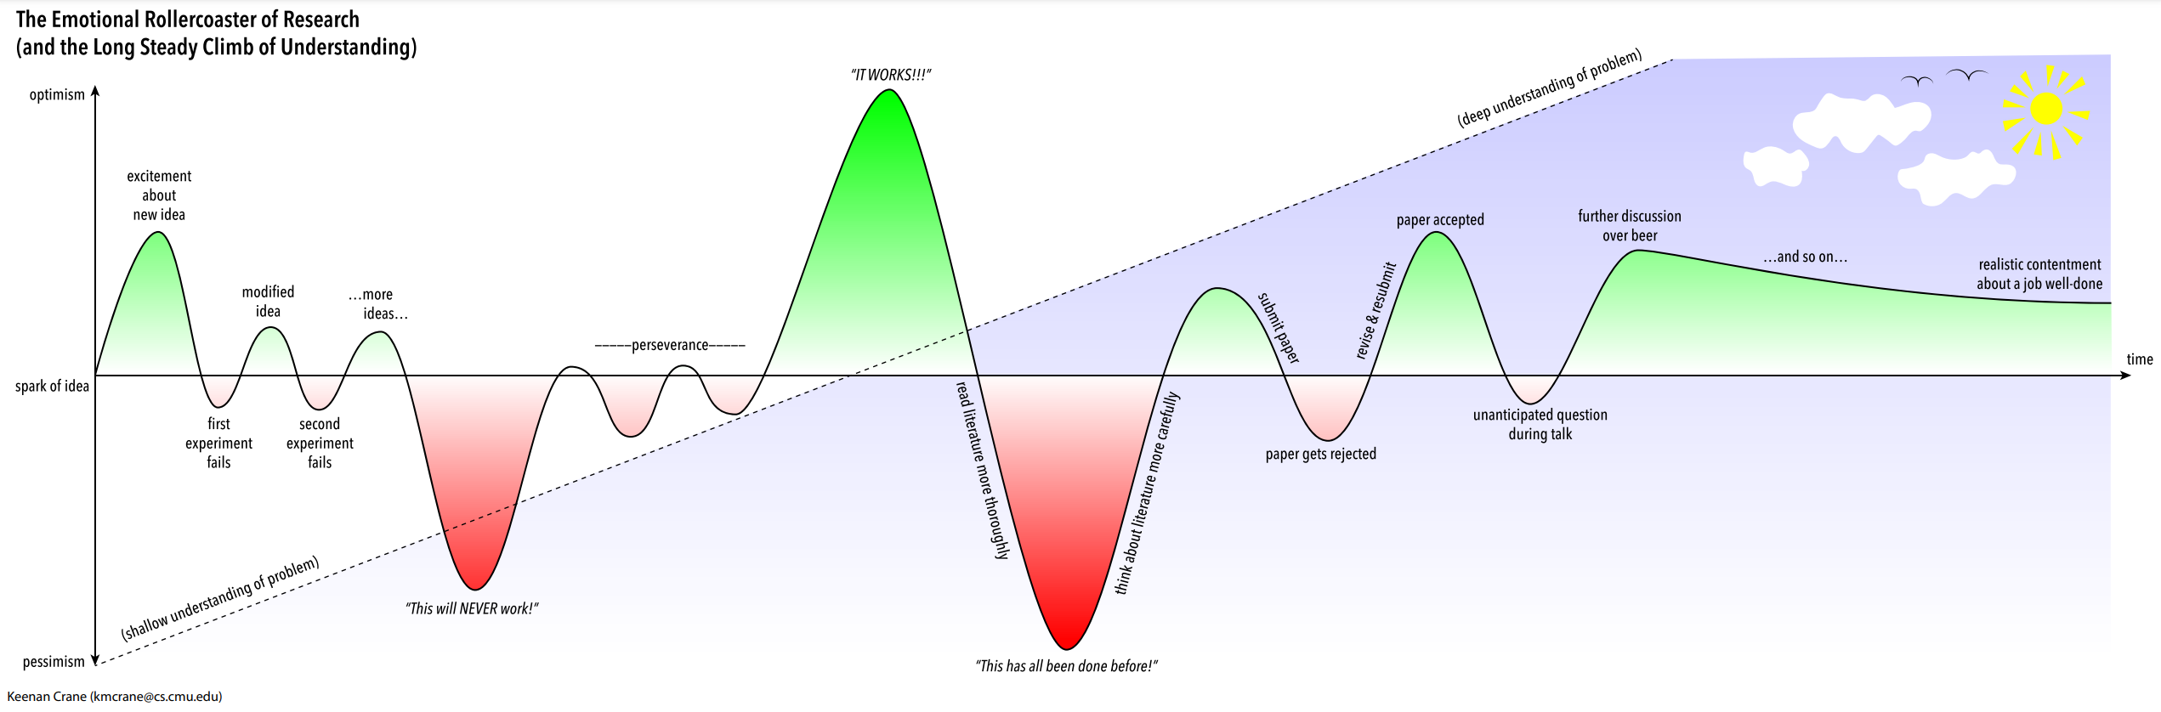 The Emotional Rollercoaster of Research
(and the Long Steady Climb of Understanding)
optimism
spark of idea
pessimism
excitement
about
new idea
first
experiment
fails
modified
idea
second
experiment
fails
…more
ideas…
(shallow understanding of problem)
“This will NEVER work!”
-----perseverance-----
“IT WORKS!!!”
read literature more thoroughly
“This has all been done before!”
think about literature more carefully
submit paper
paper gets rejected
revise & resubmit
paper accepted
(deep understanding of problem)
unanticipated question
during talk
further discussion
over beer
…and so on…
realistic contentment
about a job well-done
time
Keenan Crane (kmcrane@cs.cmu.edu)